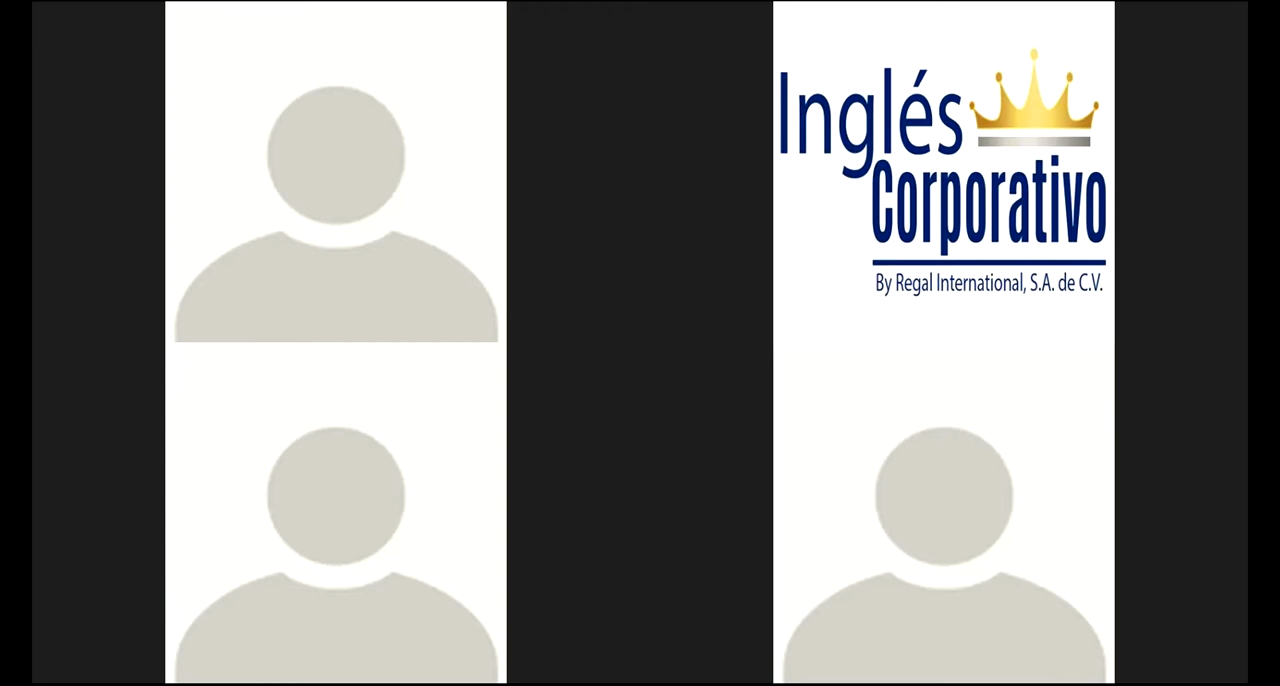 Inglés
Corporativo
By Regal International, S.A. de C.V.